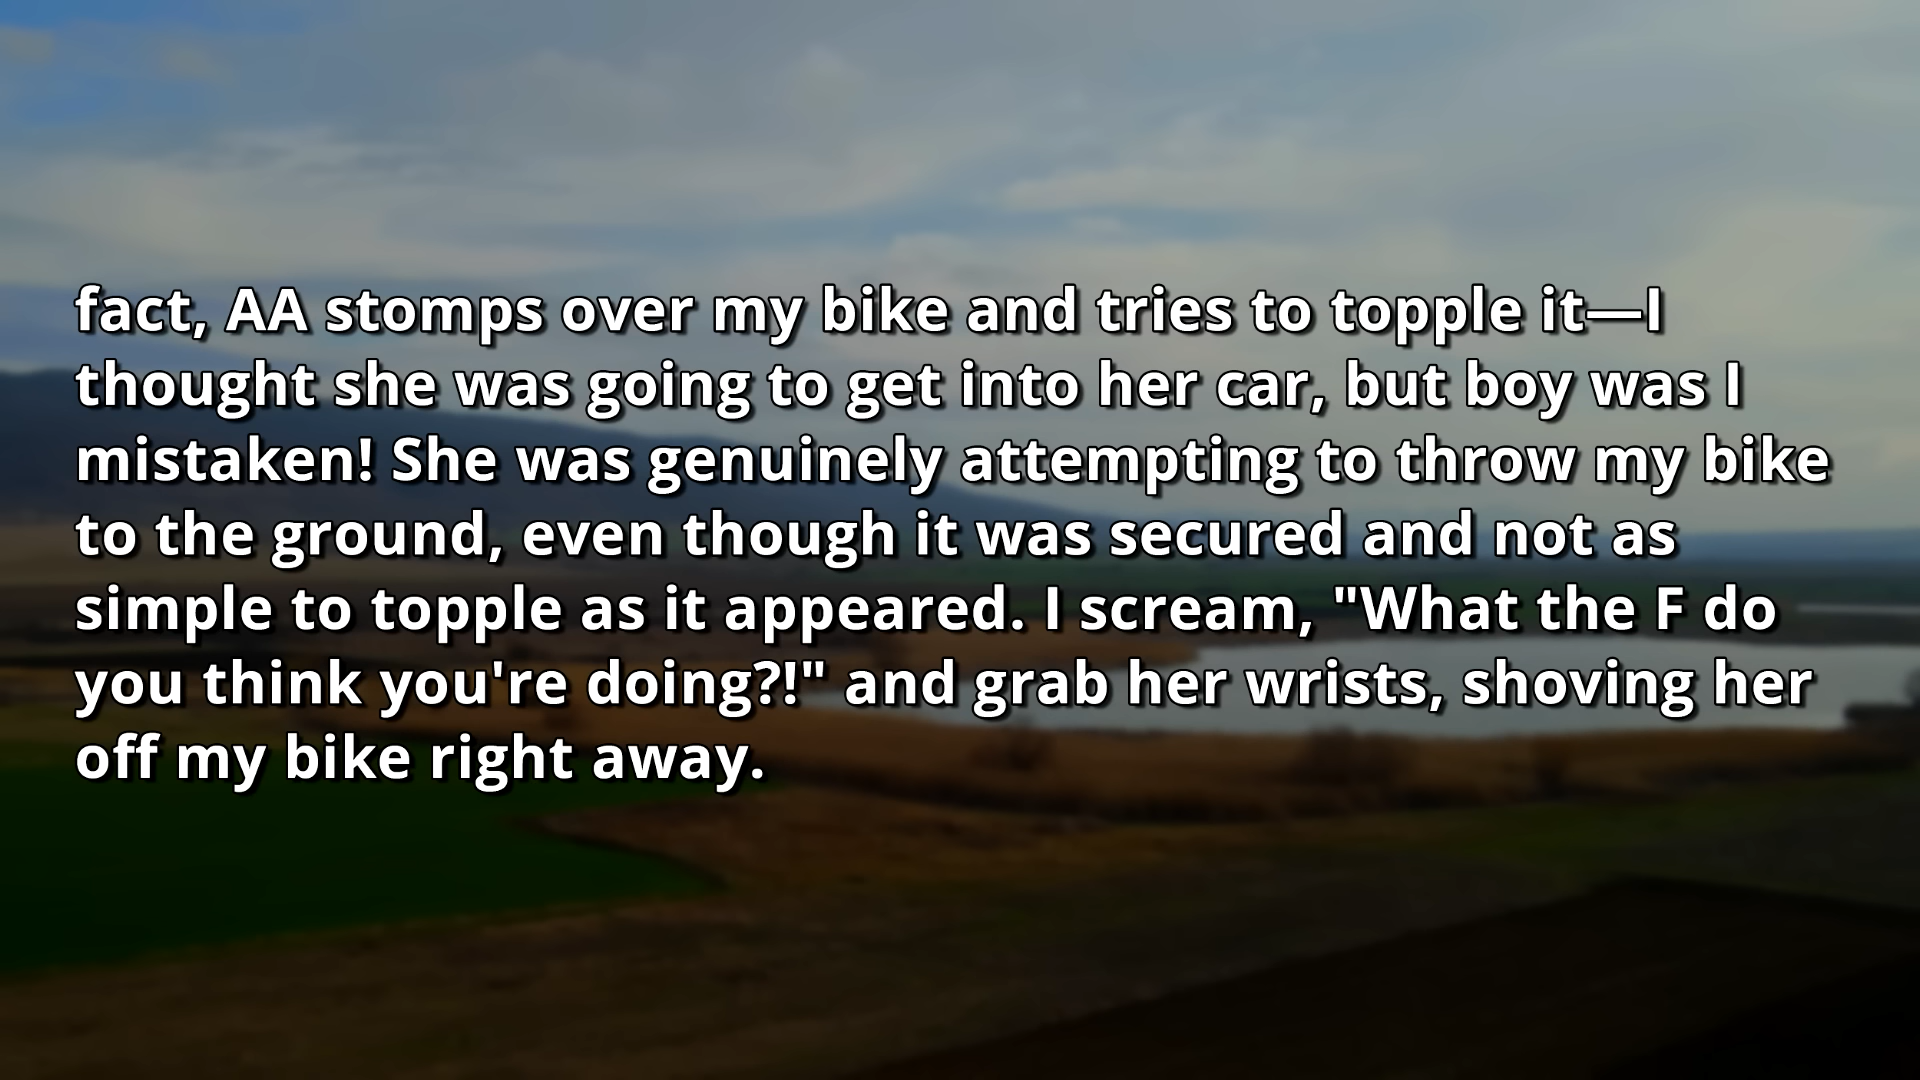 fact, AA stomps over my bike and tries to topple it—I
thought she was going to get into her car, but boy was I
mistaken! She was genuinely attempting to throw my bike
to the ground, even though it was secured and not as
simple to topple as it appeared. I scream, "What the F do
you think you're doing?!" and grab her wrists, shoving her
off my bike right away.